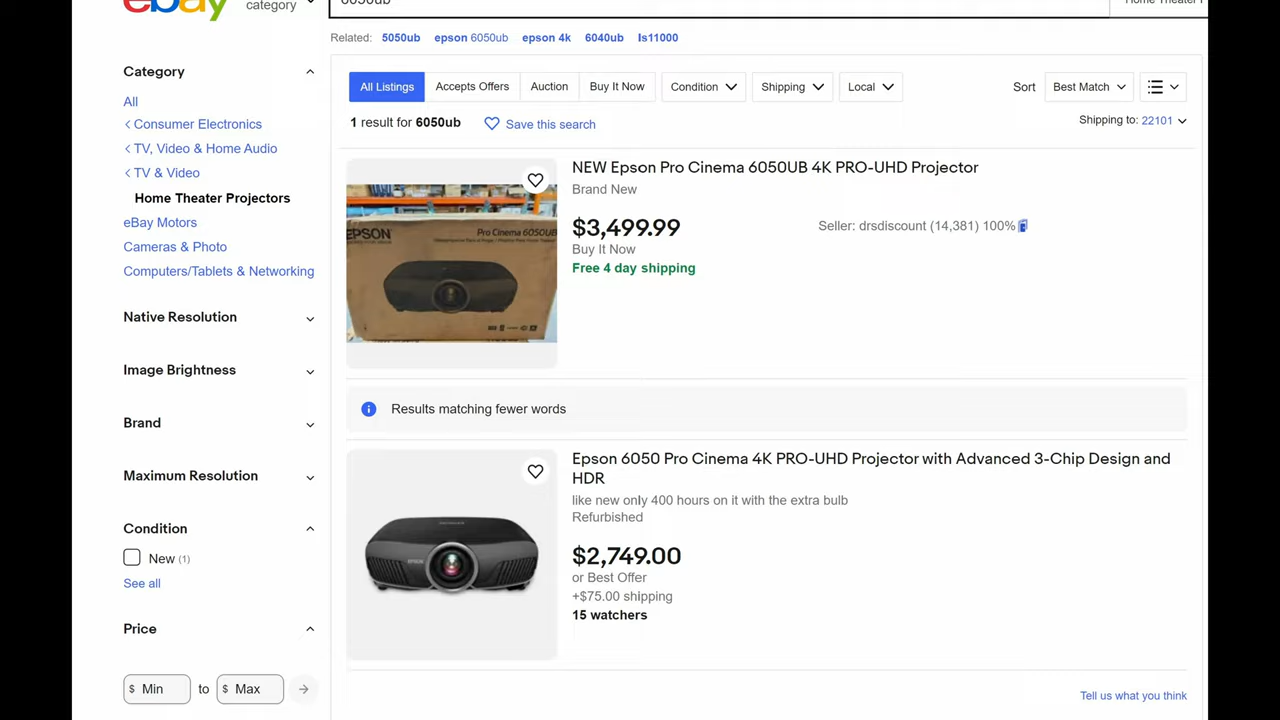 ebay
category
6050ub
Related: 5050ub epson 6050ub epson 4k 6040ub ls11000
Category
All
Consumer Electronics
TV, Video & Home Audio
TV & Video
Home Theater Projectors
eBay Motors
Cameras & Photo
Computers/Tablets & Networking
Native Resolution
Image Brightness
Brand
Maximum Resolution
Condition
New (1)
See all
Price
$ Min to $ Max
All Listings Accepts Offers Auction Buy It Now Condition Shipping Local Sort Best Match
1 result for 6050ub Save this search Shipping to: 22101
NEW Epson Pro Cinema 6050UB 4K PRO-UHD Projector
Brand New
$3,499.99
Buy It Now
Free 4 day shipping
Seller: drsdiscount (14,381) 100%
EPSON Pro Cinema 6050UB
Results matching fewer words
Epson 6050 Pro Cinema 4K PRO-UHD Projector with Advanced 3-Chip Design and
HDR
like new only 400 hours on it with the extra bulb
Refurbished
$2,749.00
or Best Offer
+$75.00 shipping
15 watchers
Tell us what you think